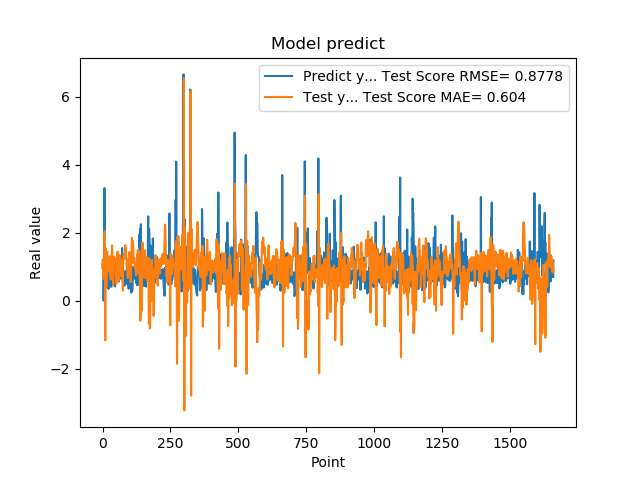 Model predict
Predict y... Test Score RMSE= 0.8778
Test y... Test Score MAE= 0.604
Real value
6
4
2
0
−2
0 250 500 750 1000 1250 1500
Point